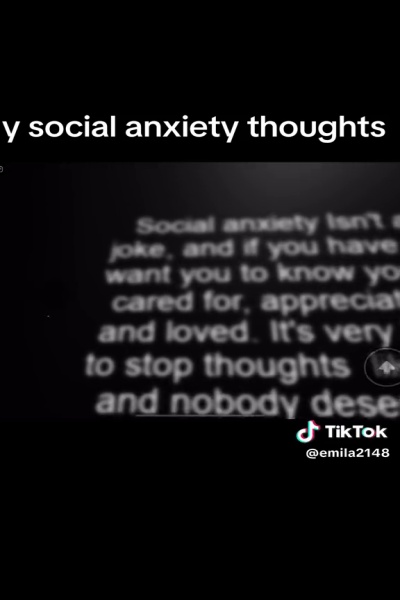 y social anxiety thoughts
Social anxiety Isn't a
joke, and if you have
want you to know yo
cared for, appreciat
and loved. It's very
to stop thoughts
and nobody dese
TikTok
@emila2148